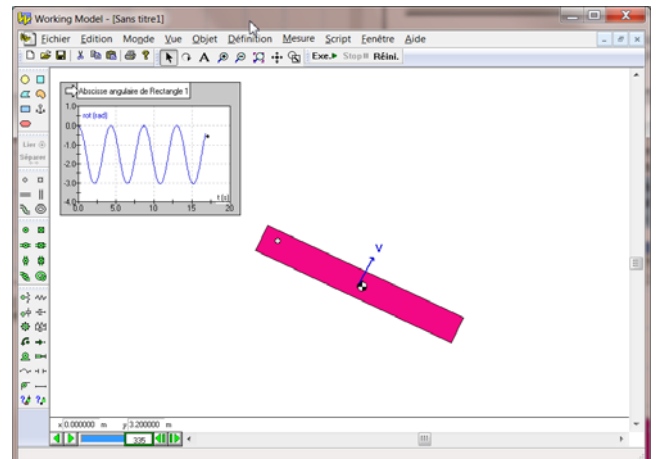 Working Model - [Sans titre1]
Fichier Edition Monde Vue Objet Définition Mesure Script Fenêtre Aide
A Exe.▶ Stop II Réini.
Abscisse angulaire de Rectangle 1
rot (rad)
1.0
0.0
-1.0
-2.0
-3.0
-4.0
0.0 5.0 10 15 20
t (s)
Lier
Séparer
V
x 0.000000 m y 3.200000 m
335